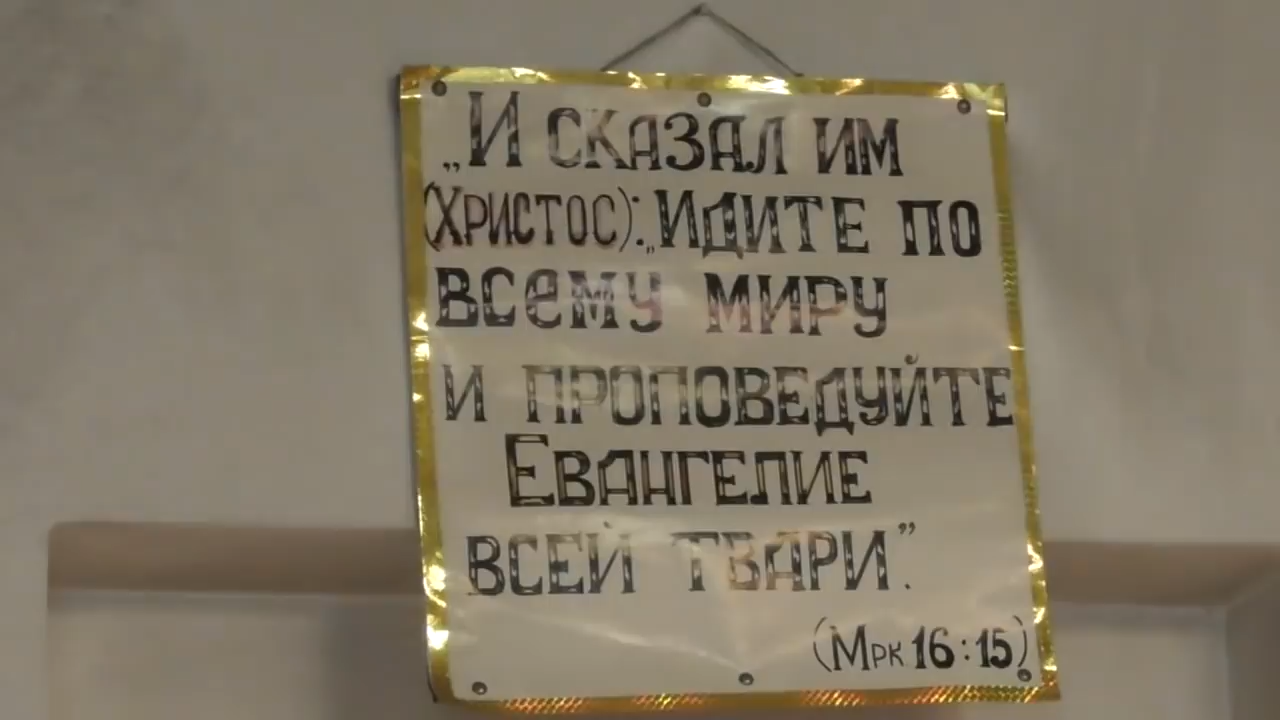 „И СКАЗАЛ ИМ
(ХРИСТОС): „ИДИТЕ ПО
ВСЕМУ МИРУ
И ПРОПОВЕДУЙТЕ
ЕВАНГЕЛИЕ
ВСЕЙ ТВАРИ”.
(Мрк 16:15)